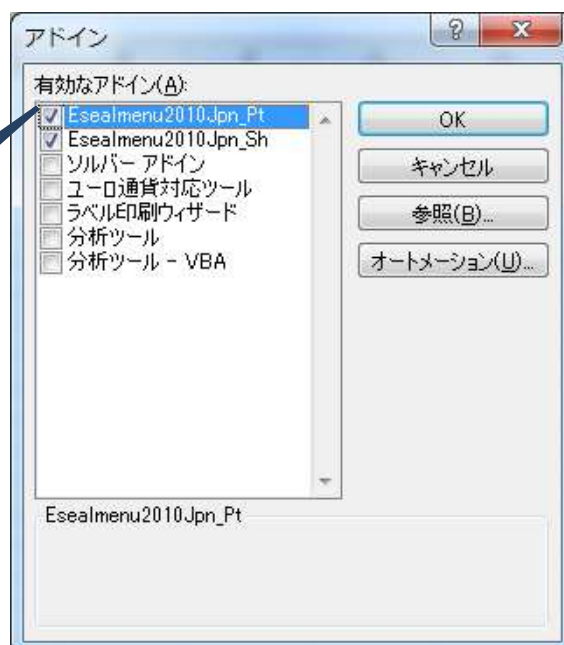 アドイン
有効なアドイン(A):
Esealmenu2010Jpn_Pt
Esealmenu2010Jpn_Sh
ソルバー アドイン
ユーロ通貨対応ツール
ラベル印刷ウィザード
分析ツール
分析ツール - VBA
OK
キャンセル
参照(B)...
オートメーション(U)...
Esealmenu2010Jpn_Pt